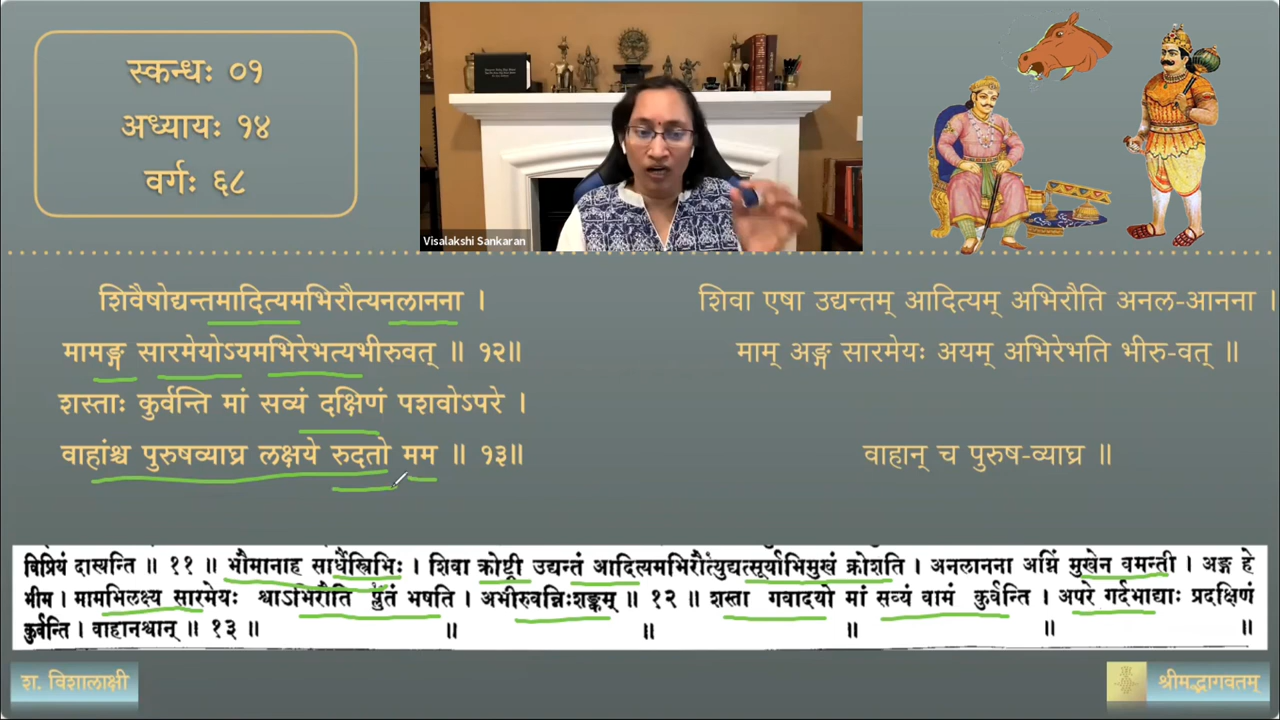 स्कन्धः ०१
अध्यायः १४
वर्गः ६८
Visalakshi Sankaran
शिवैषोद्यन्तमादित्यमभिरौत्यनलानना ।
मामङ्ग सारमेयोऽयमभिरेभत्यभीरुवत् ॥ १२॥
शस्ताः कुर्वन्ति मां सव्यं दक्षिणं पशवोऽपरे ।
वाहांश्च पुरुषव्याघ्र लक्षये रुदतो मम ॥ १३॥
शिवा एषा उद्यन्तम् आदित्यम् अभिरौति अनल-आनना ।
माम् अङ्ग सारमेयः अयम् अभिरेभति भीरु-वत् ॥
वाहान् च पुरुष-व्याघ्र ॥
विप्रियं दास्यन्ति ॥ ११ ॥ भौमानाह सार्धैस्त्रिभिः । शिवा क्रोष्ट्री उद्यन्तं आदित्यमभिरौत्युद्यत्सूर्याभिमुखं क्रोशति । अनलानना अग्निं मुखेन वमन्ती । अङ्ग हे
भीम । मामभिलक्ष्य सारमेयः श्वाऽभिरौति प्लुतं भषति । अभीरुवन्निःशङ्कम् ॥ १२ ॥ शस्ता गवादयो मां सव्यं वामं कुर्वन्ति । अपरे गर्दभाद्याः प्रदक्षिणं
कुर्वन्ति । वाहानश्वान् ॥ १३ ॥ ॥ ॥ ॥ ॥ ॥
श. विशालाक्षी
श्रीमद्भागवतम्